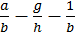 a/b − g/h − 1/b